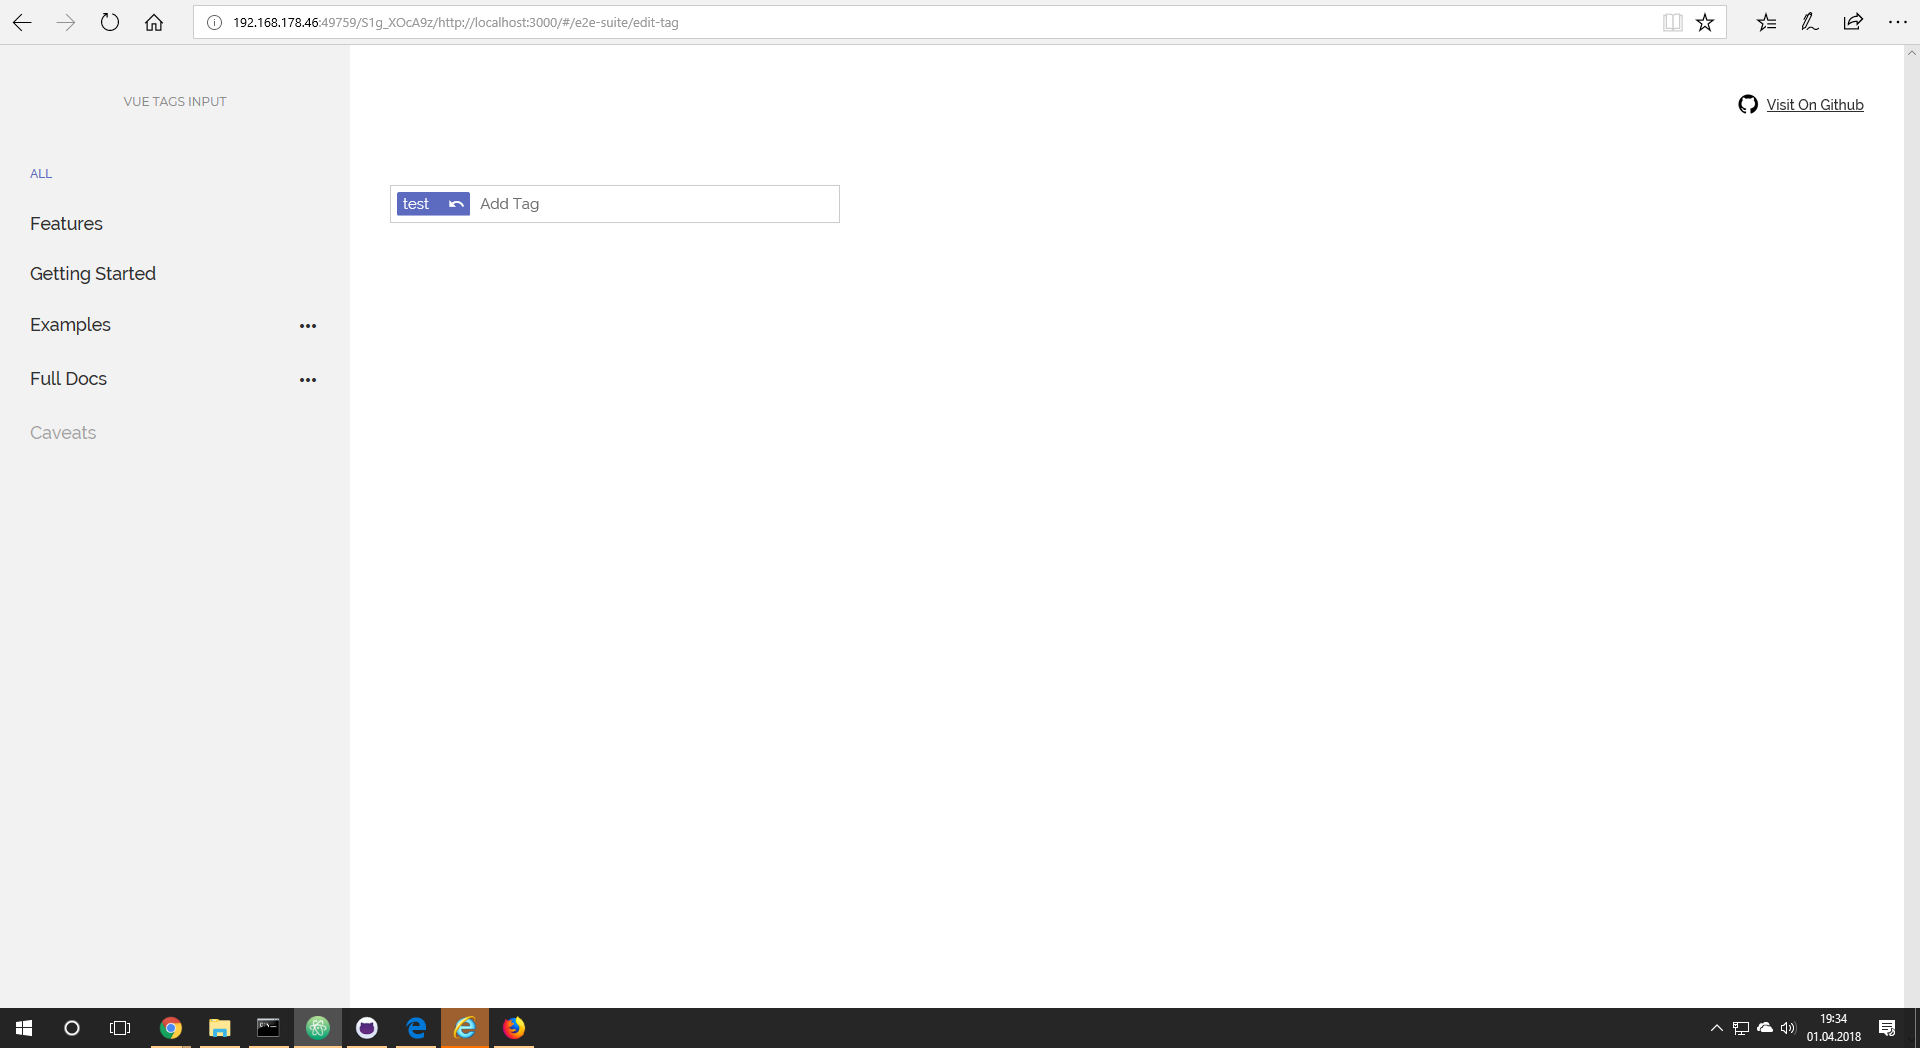 192.168.178.46:49759/S1g_XOcA9z/http://localhost:3000/#/e2e-suite/edit-tag
VUE TAGS INPUT
Visit On Github
ALL
test
Add Tag
Features
Getting Started
Examples
Full Docs
Caveats
19:34
01.04.2018